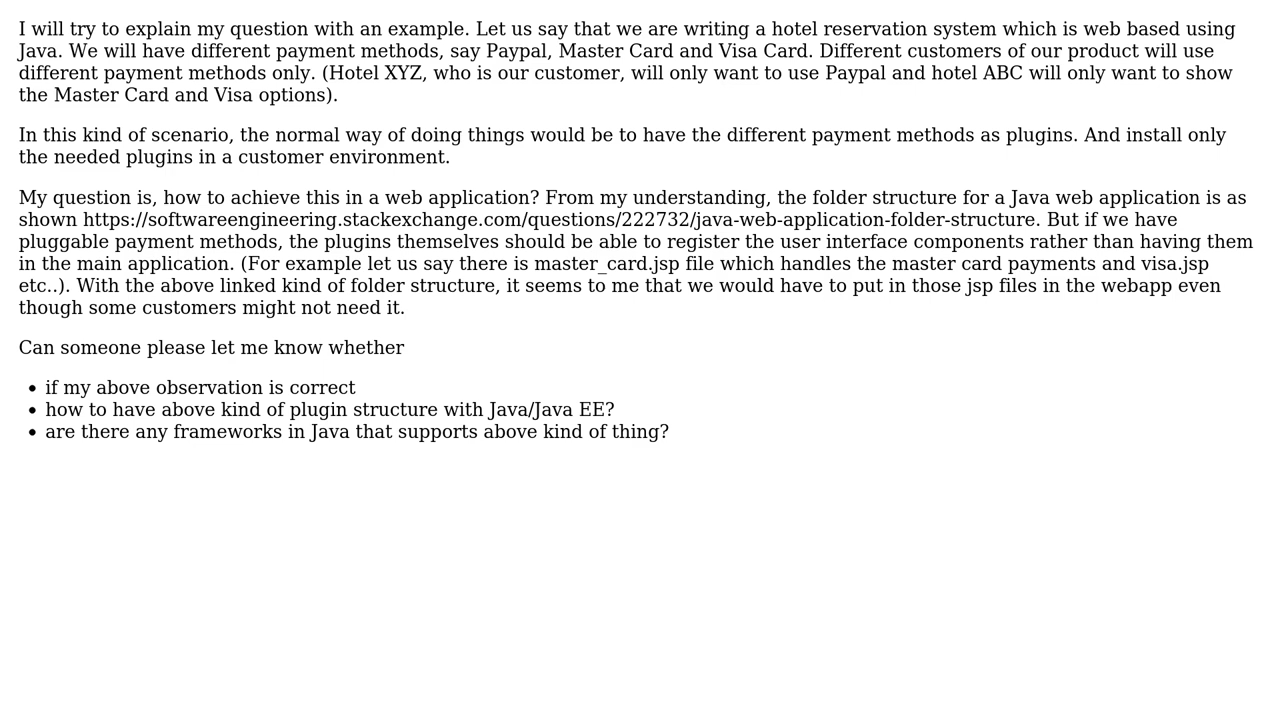 I will try to explain my question with an example. Let us say that we are writing a hotel reservation system which is web based using
Java. We will have different payment methods, say Paypal, Master Card and Visa Card. Different customers of our product will use
different payment methods only. (Hotel XYZ, who is our customer, will only want to use Paypal and hotel ABC will only want to show
the Master Card and Visa options).
In this kind of scenario, the normal way of doing things would be to have the different payment methods as plugins. And install only
the needed plugins in a customer environment.
My question is, how to achieve this in a web application? From my understanding, the folder structure for a Java web application is as
shown https://softwareengineering.stackexchange.com/questions/222732/java-web-application-folder-structure. But if we have
pluggable payment methods, the plugins themselves should be able to register the user interface components rather than having them
in the main application. (For example let us say there is master_card.jsp file which handles the master card payments and visa.jsp
etc..). With the above linked kind of folder structure, it seems to me that we would have to put in those jsp files in the webapp even
though some customers might not need it.
Can someone please let me know whether
• if my above observation is correct
• how to have above kind of plugin structure with Java/Java EE?
• are there any frameworks in Java that supports above kind of thing?